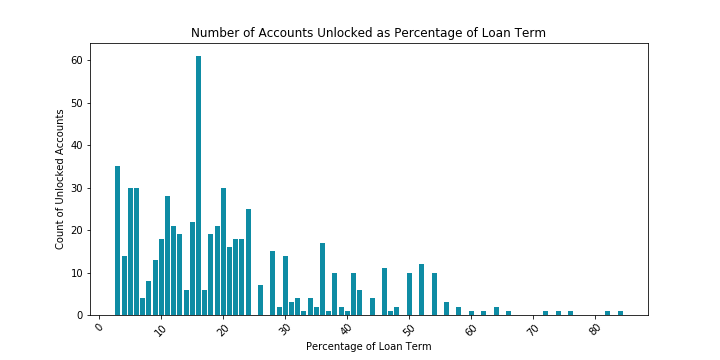 Number of Accounts Unlocked as Percentage of Loan Term
Count of Unlocked Accounts
60
50
40
30
20
10
0
0 10 20 30 40 50 60 70 80
Percentage of Loan Term